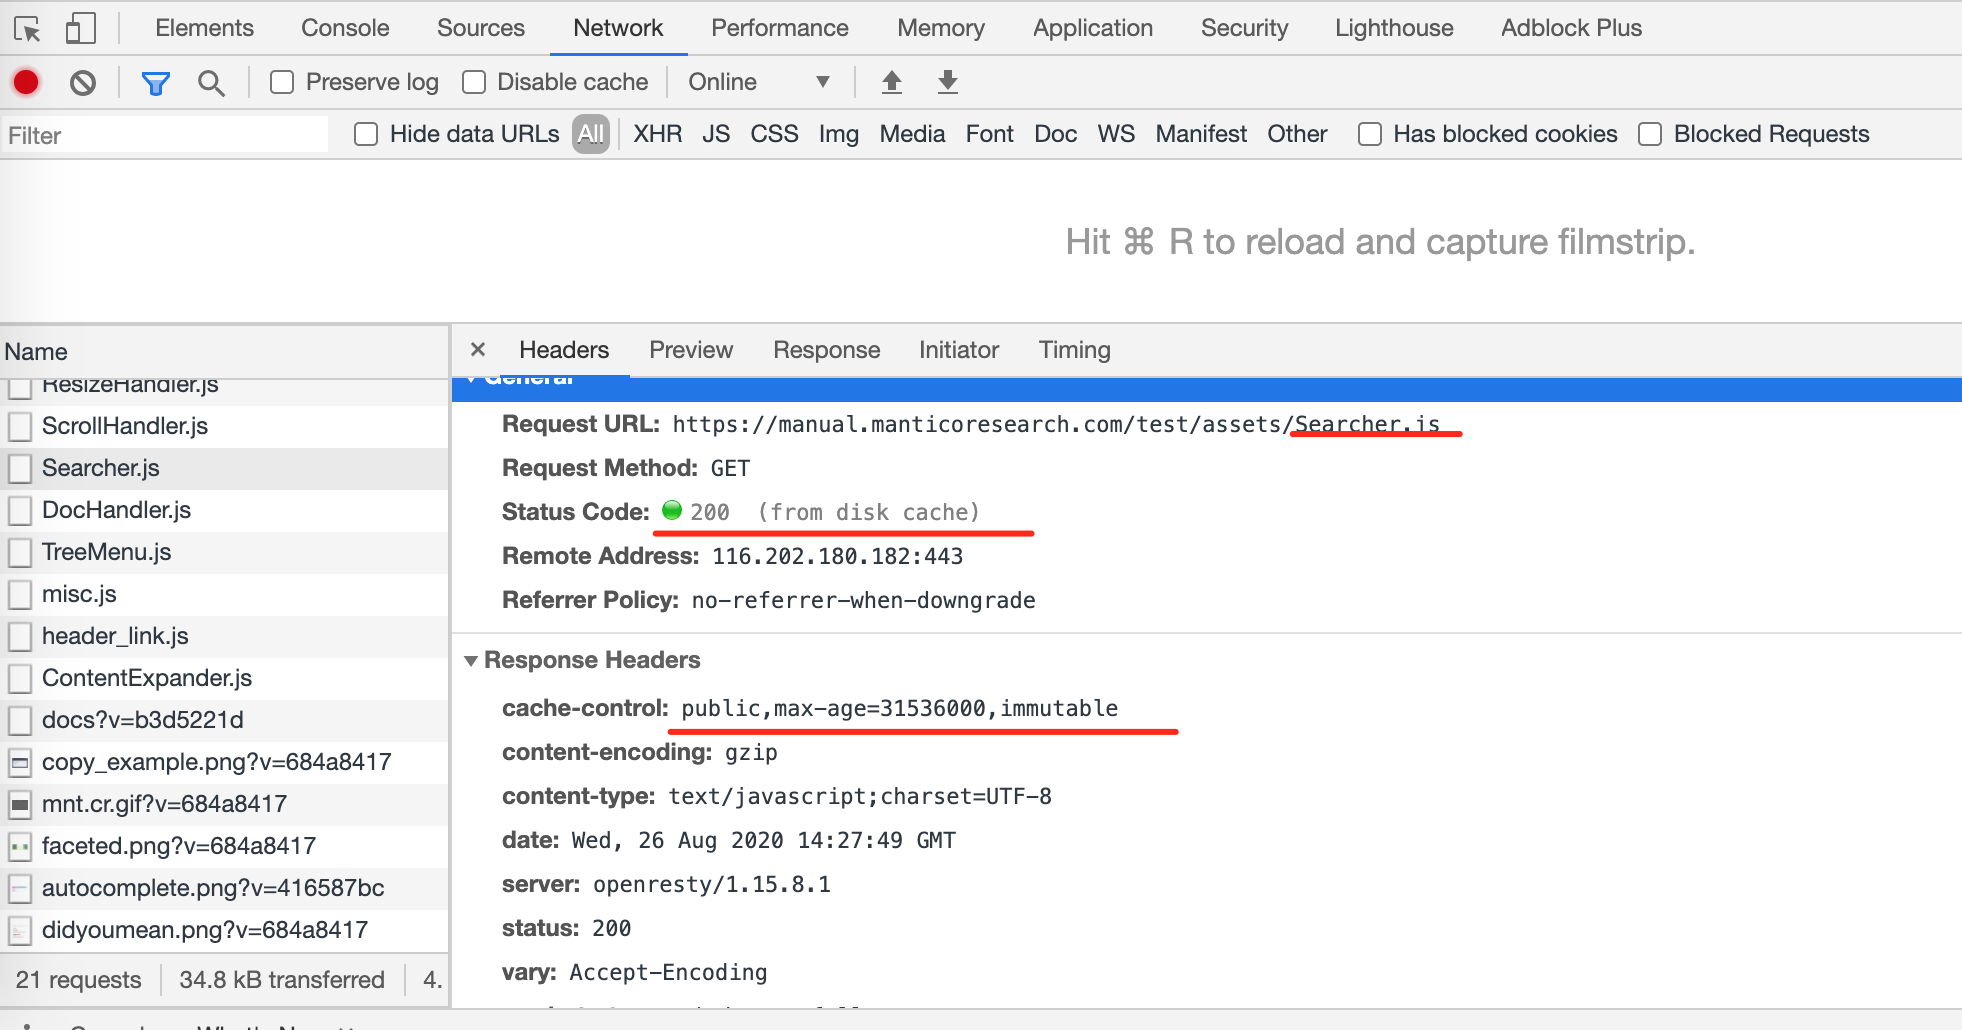 Elements Console Sources Network Performance Memory Application Security Lighthouse Adblock Plus
Preserve log Disable cache Online
Filter Hide data URLs All XHR JS CSS Img Media Font Doc WS Manifest Other Has blocked cookies Blocked Requests
Hit ⌘ R to reload and capture filmstrip.
Name
ResizeHandler.js
ScrollHandler.js
Searcher.js
DocHandler.js
TreeMenu.js
misc.js
header_link.js
ContentExpander.js
docs?v=b3d5221d
copy_example.png?v=684a8417
mnt.cr.gif?v=684a8417
faceted.png?v=684a8417
autocomplete.png?v=416587bc
didyoumean.png?v=684a8417
21 requests 34.8 kB transferred 4.
× Headers Preview Response Initiator Timing
General
Request URL: https://manual.manticoresearch.com/test/assets/Searcher.js
Request Method: GET
Status Code: 200 (from disk cache)
Remote Address: 116.202.180.182:443
Referrer Policy: no-referrer-when-downgrade
Response Headers
cache-control: public,max-age=31536000,immutable
content-encoding: gzip
content-type: text/javascript;charset=UTF-8
date: Wed, 26 Aug 2020 14:27:49 GMT
server: openresty/1.15.8.1
status: 200
vary: Accept-Encoding